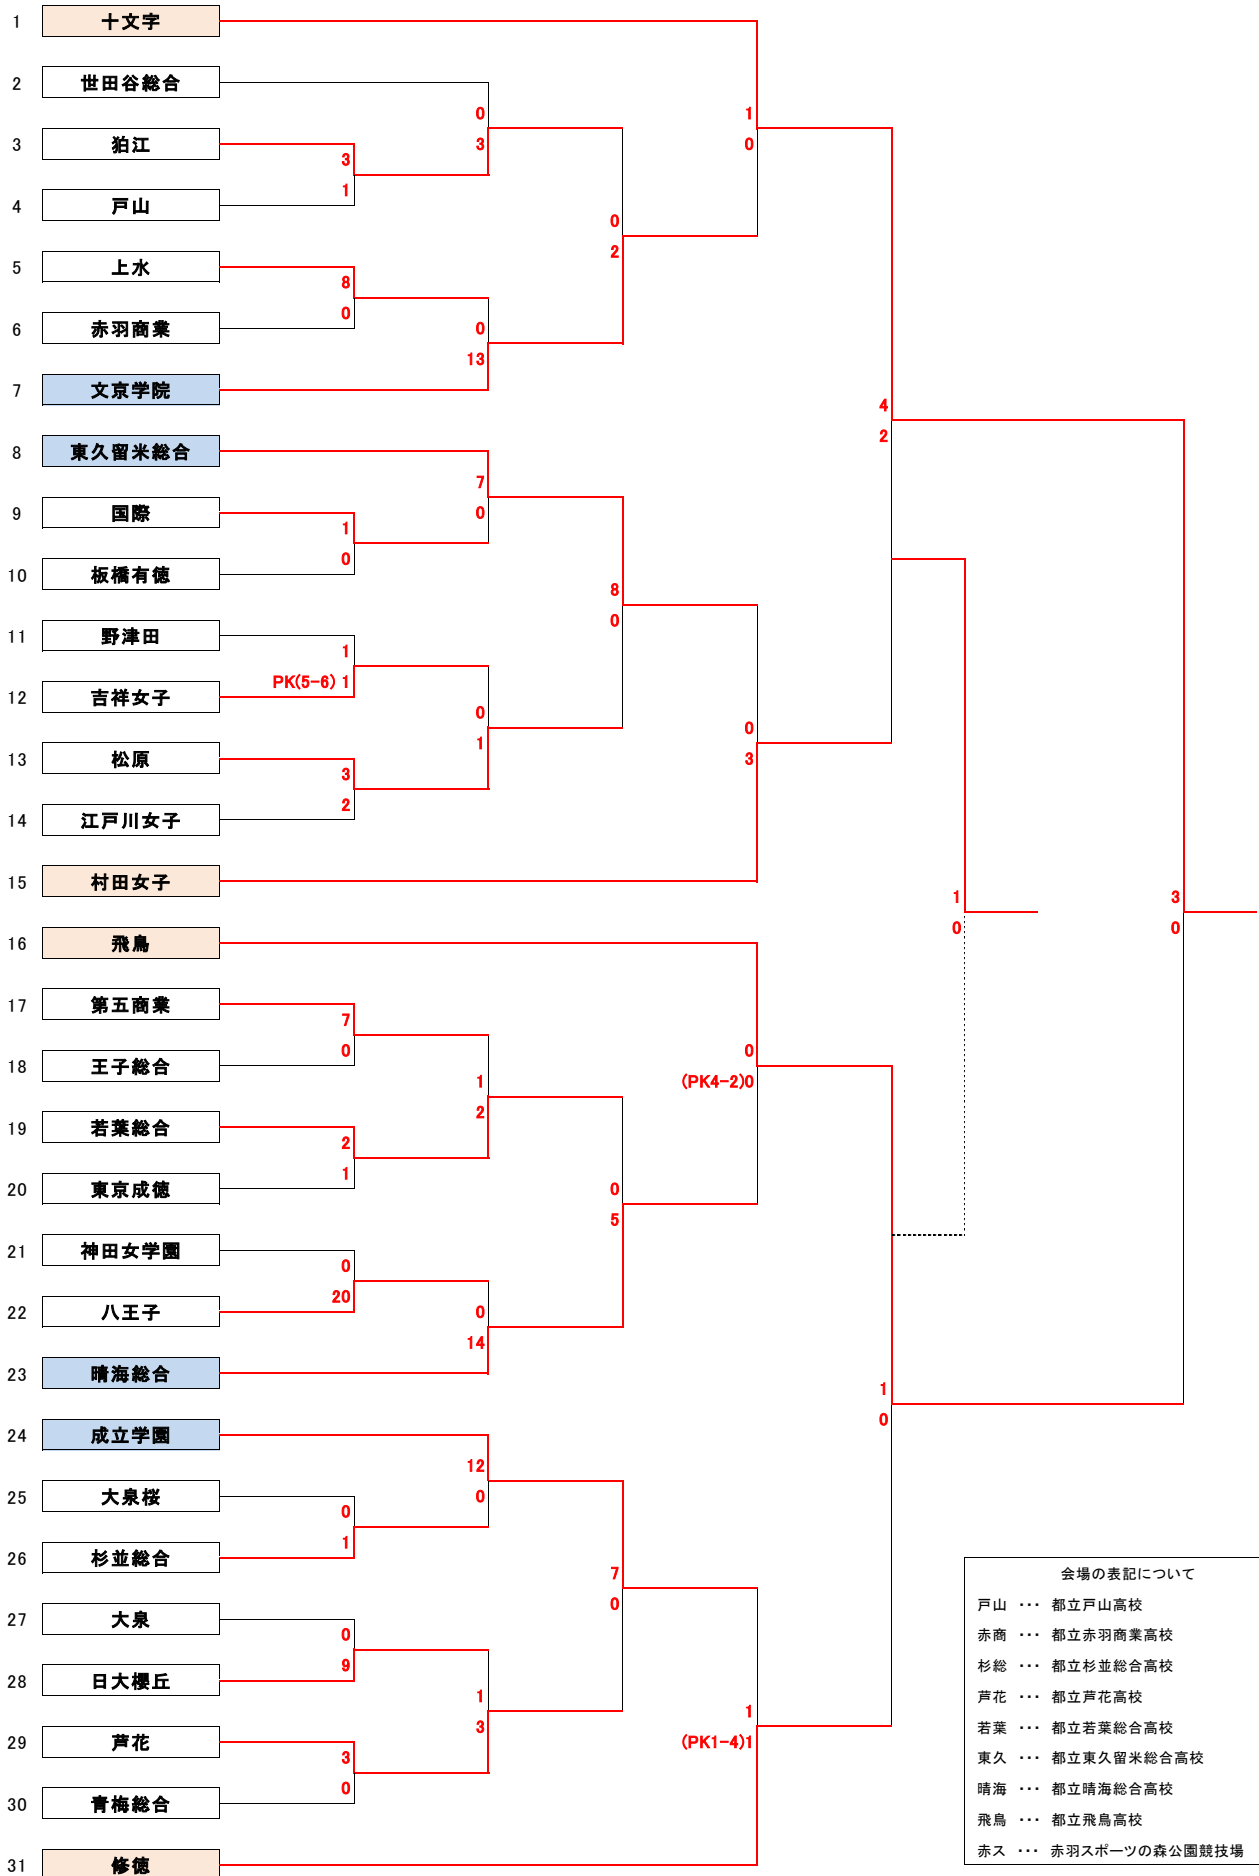 1 十文字
2 世田谷総合
0
1
3 狛江
3
0
3
1
4 戸山
0
2
5 上水
8
0
6 赤羽商業
0
13
7 文京学院
4
2
8 東久留米総合
7
0
9 国際
1
0
10 板橋有徳
8
0
11 野津田
1
PK(5-6) 1
12 吉祥女子
0
1
0
3
13 松原
3
2
14 江戸川女子
15 村田女子
1
0
3
0
16 飛鳥
17 第五商業
7
0
18 王子総合
0
(PK4-2)0
1
2
19 若葉総合
2
1
20 東京成徳
0
5
21 神田女学園
0
20
22 八王子
0
14
23 晴海総合
1
0
24 成立学園
12
0
25 大泉桜
0
1
26 杉並総合
7
0
27 大泉
0
9
28 日大櫻丘
1
3
1
(PK1-4)1
29 芦花
3
0
30 青梅総合
31 修徳
会場の表記について
戸山 ・・・ 都立戸山高校
赤商 ・・・ 都立赤羽商業高校
杉総 ・・・ 都立杉並総合高校
芦花 ・・・ 都立芦花高校
若葉 ・・・ 都立若葉総合高校
東久 ・・・ 都立東久留米総合高校
晴海 ・・・ 都立晴海総合高校
飛鳥 ・・・ 都立飛鳥高校
赤ス ・・・ 赤羽スポーツの森公園競技場